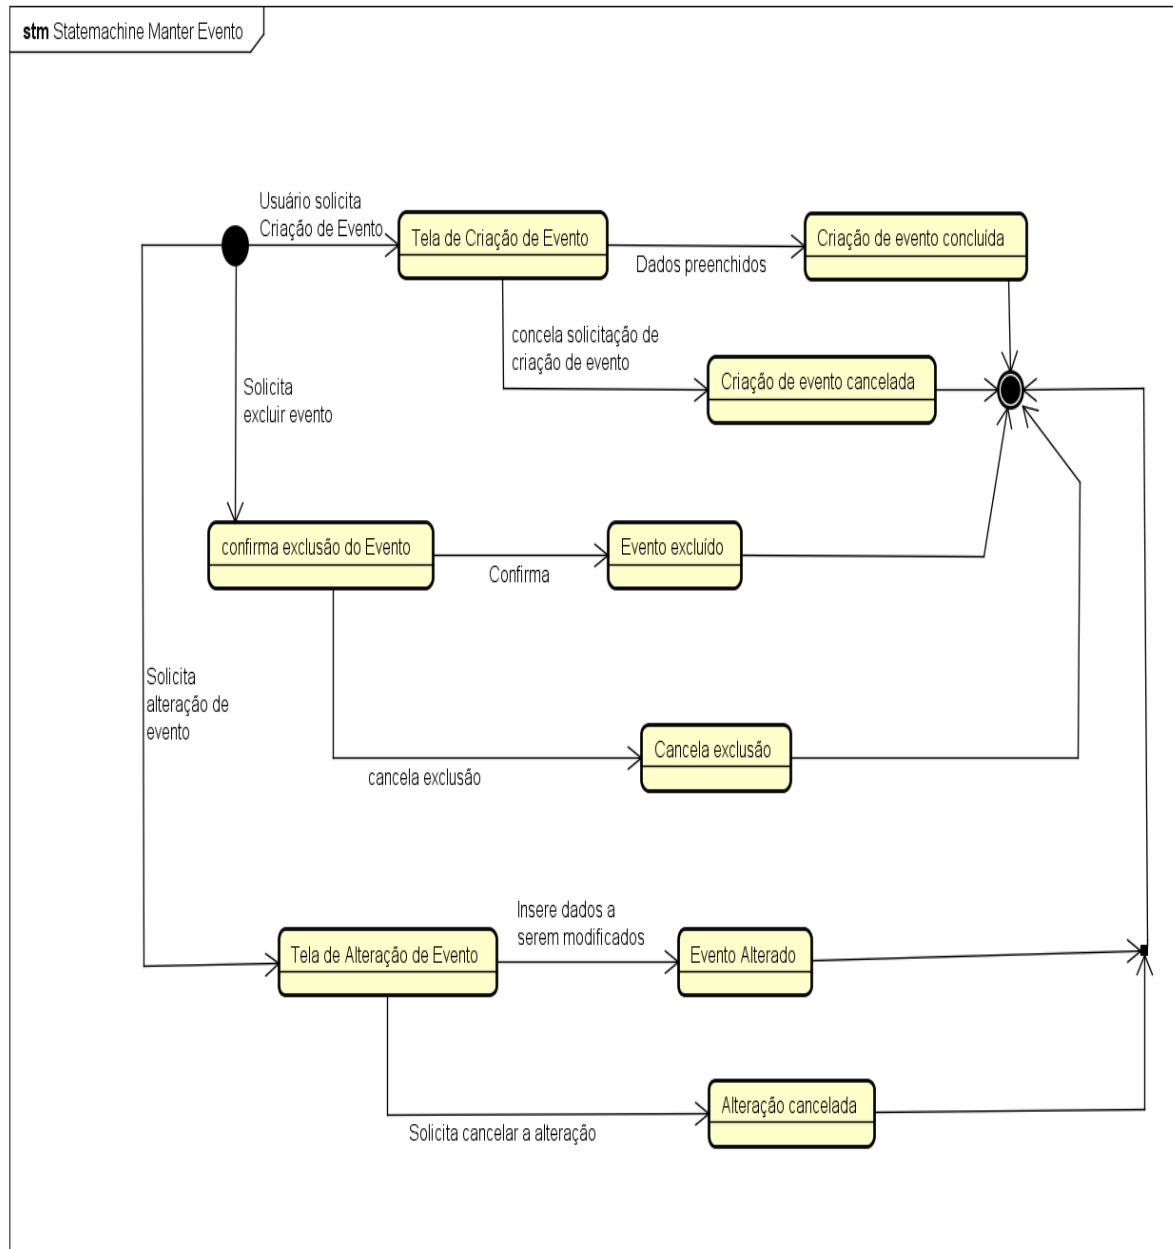 stm Statemachine Manter Evento
Usuário solicita
Criação de Evento
Tela de Criação de Evento
Dados preenchidos
Criação de evento concluída
concela solicitação de
criação de evento
Criação de evento cancelada
Solicita
excluir evento
confirma exclusão do Evento
Confirma
Evento excluído
Solicita
alteração de
evento
cancela exclusão
Cancela exclusão
Tela de Alteração de Evento
Insere dados a
serem modificados
Evento Alterado
Solicita cancelar a alteração
Alteração cancelada